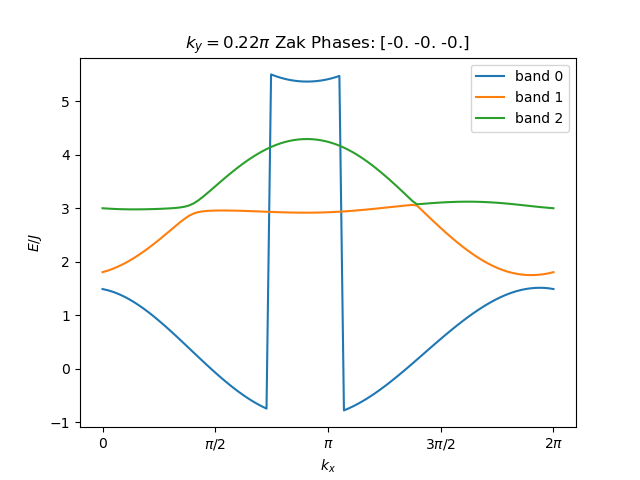 k_y = 0.22π Zak Phases: [-0. -0. -0.]
band 0
band 1
band 2
E/J
5
4
3
2
1
0
−1
0 π/2 π 3π/2 2π
k_x